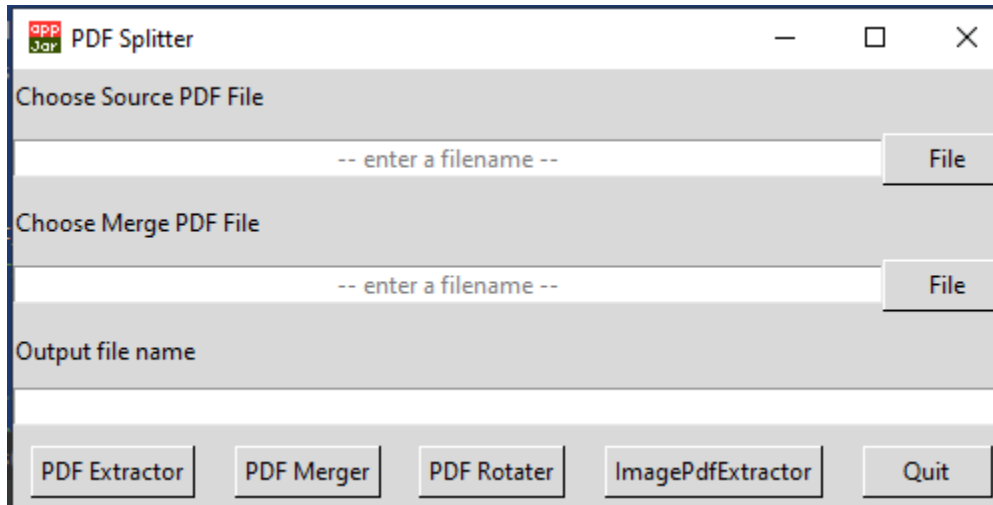 app
Jar
PDF Splitter
Choose Source PDF File
-- enter a filename --
File
Choose Merge PDF File
-- enter a filename --
File
Output file name
PDF Extractor
PDF Merger
PDF Rotater
ImagePdfExtractor
Quit